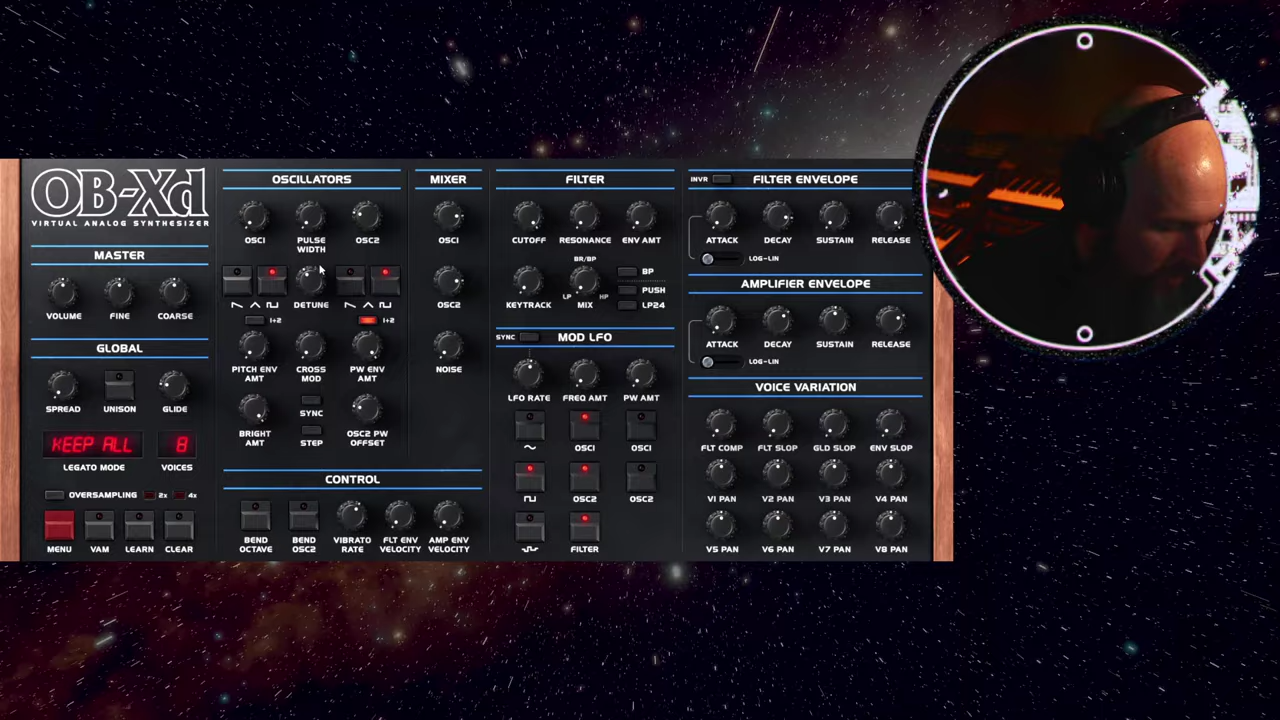 OB-Xd
VIRTUAL ANALOG SYNTHESIZER
MASTER
VOLUME FINE COARSE
GLOBAL
SPREAD UNISON GLIDE
KEEP ALL 8
LEGATO MODE VOICES
OVERSAMPLING 2x 4x
MENU VAM LEARN CLEAR
OSCILLATORS
OSC1 PULSE WIDTH OSC2
DETUNE
1+2 1+2
PITCH ENV AMT CROSS MOD PW ENV AMT
BRIGHT AMT SYNC STEP OSC2 PW OFFSET
MIXER
OSC1
OSC2
NOISE
CONTROL
BEND OCTAVE BEND OSC2 VIBRATO RATE FLT ENV VELOCITY AMP ENV VELOCITY
FILTER
CUTOFF RESONANCE ENV AMT
BR/BP
BP
LP HP PUSH
KEYTRACK MIX LP24
SYNC MOD LFO
LFO RATE FREQ AMT PW AMT
OSC1 OSC1
OSC2 OSC2
FILTER
INVR FILTER ENVELOPE
ATTACK DECAY SUSTAIN RELEASE
LOG-LIN
AMPLIFIER ENVELOPE
ATTACK DECAY SUSTAIN RELEASE
LOG-LIN
VOICE VARIATION
FLT COMP FLT SLOP GLD SLOP ENV SLOP
V1 PAN V2 PAN V3 PAN V4 PAN
V5 PAN V6 PAN V7 PAN V8 PAN